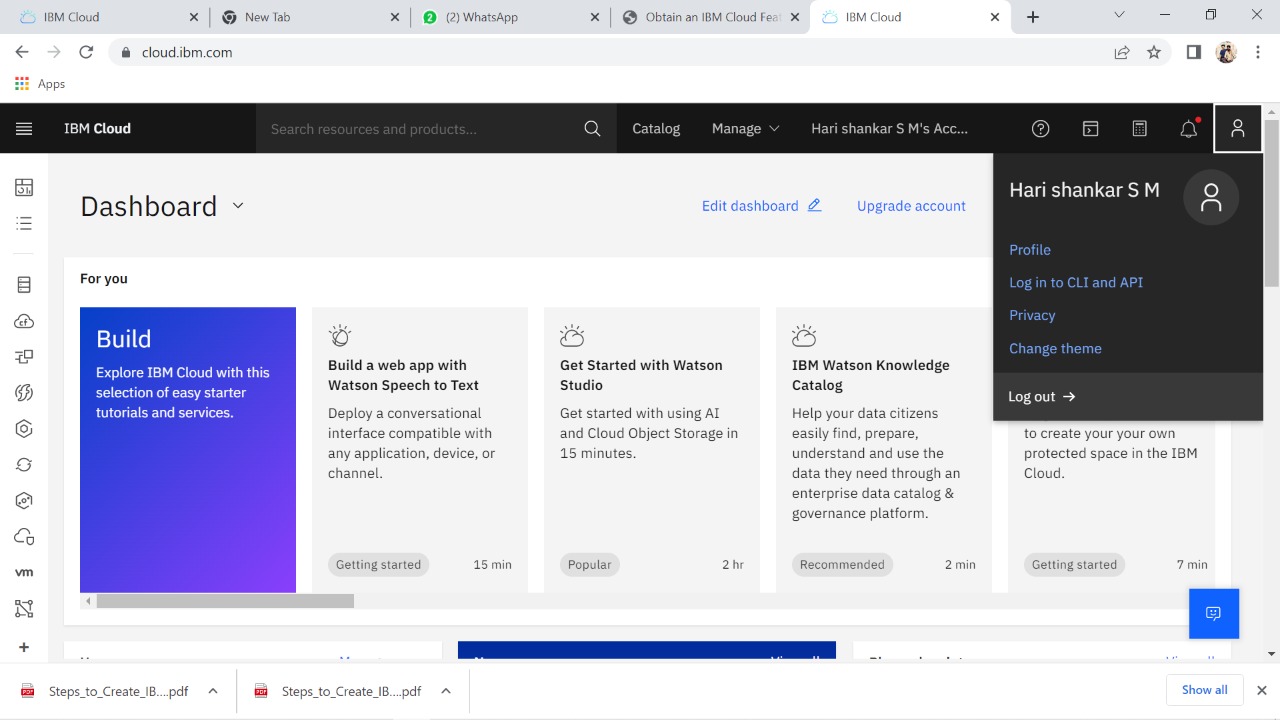 IBM Cloud
New Tab
(2) WhatsApp
Obtain an IBM Cloud Feat
IBM Cloud
cloud.ibm.com
Apps
IBM Cloud
Search resources and products...
Catalog
Manage
Hari shankar S M's Acc...
Dashboard
Edit dashboard
Upgrade account
Hari shankar S M
Profile
Log in to CLI and API
Privacy
Change theme
Log out
For you
Build
Explore IBM Cloud with this
selection of easy starter
tutorials and services.
Build a web app with
Watson Speech to Text
Deploy a conversational
interface compatible with
any application, device, or
channel.
Getting started
15 min
Get Started with Watson
Studio
Get started with using AI
and Cloud Object Storage in
15 minutes.
Popular
2 hr
IBM Watson Knowledge
Catalog
Help your data citizens
easily find, prepare,
understand and use the
data they need through an
enterprise data catalog &
governance platform.
Recommended
2 min
to create your your own
protected space in the IBM
Cloud.
Getting started
7 min
vm
Steps_to_Create_IB....pdf
Steps_to_Create_IB....pdf
Show all